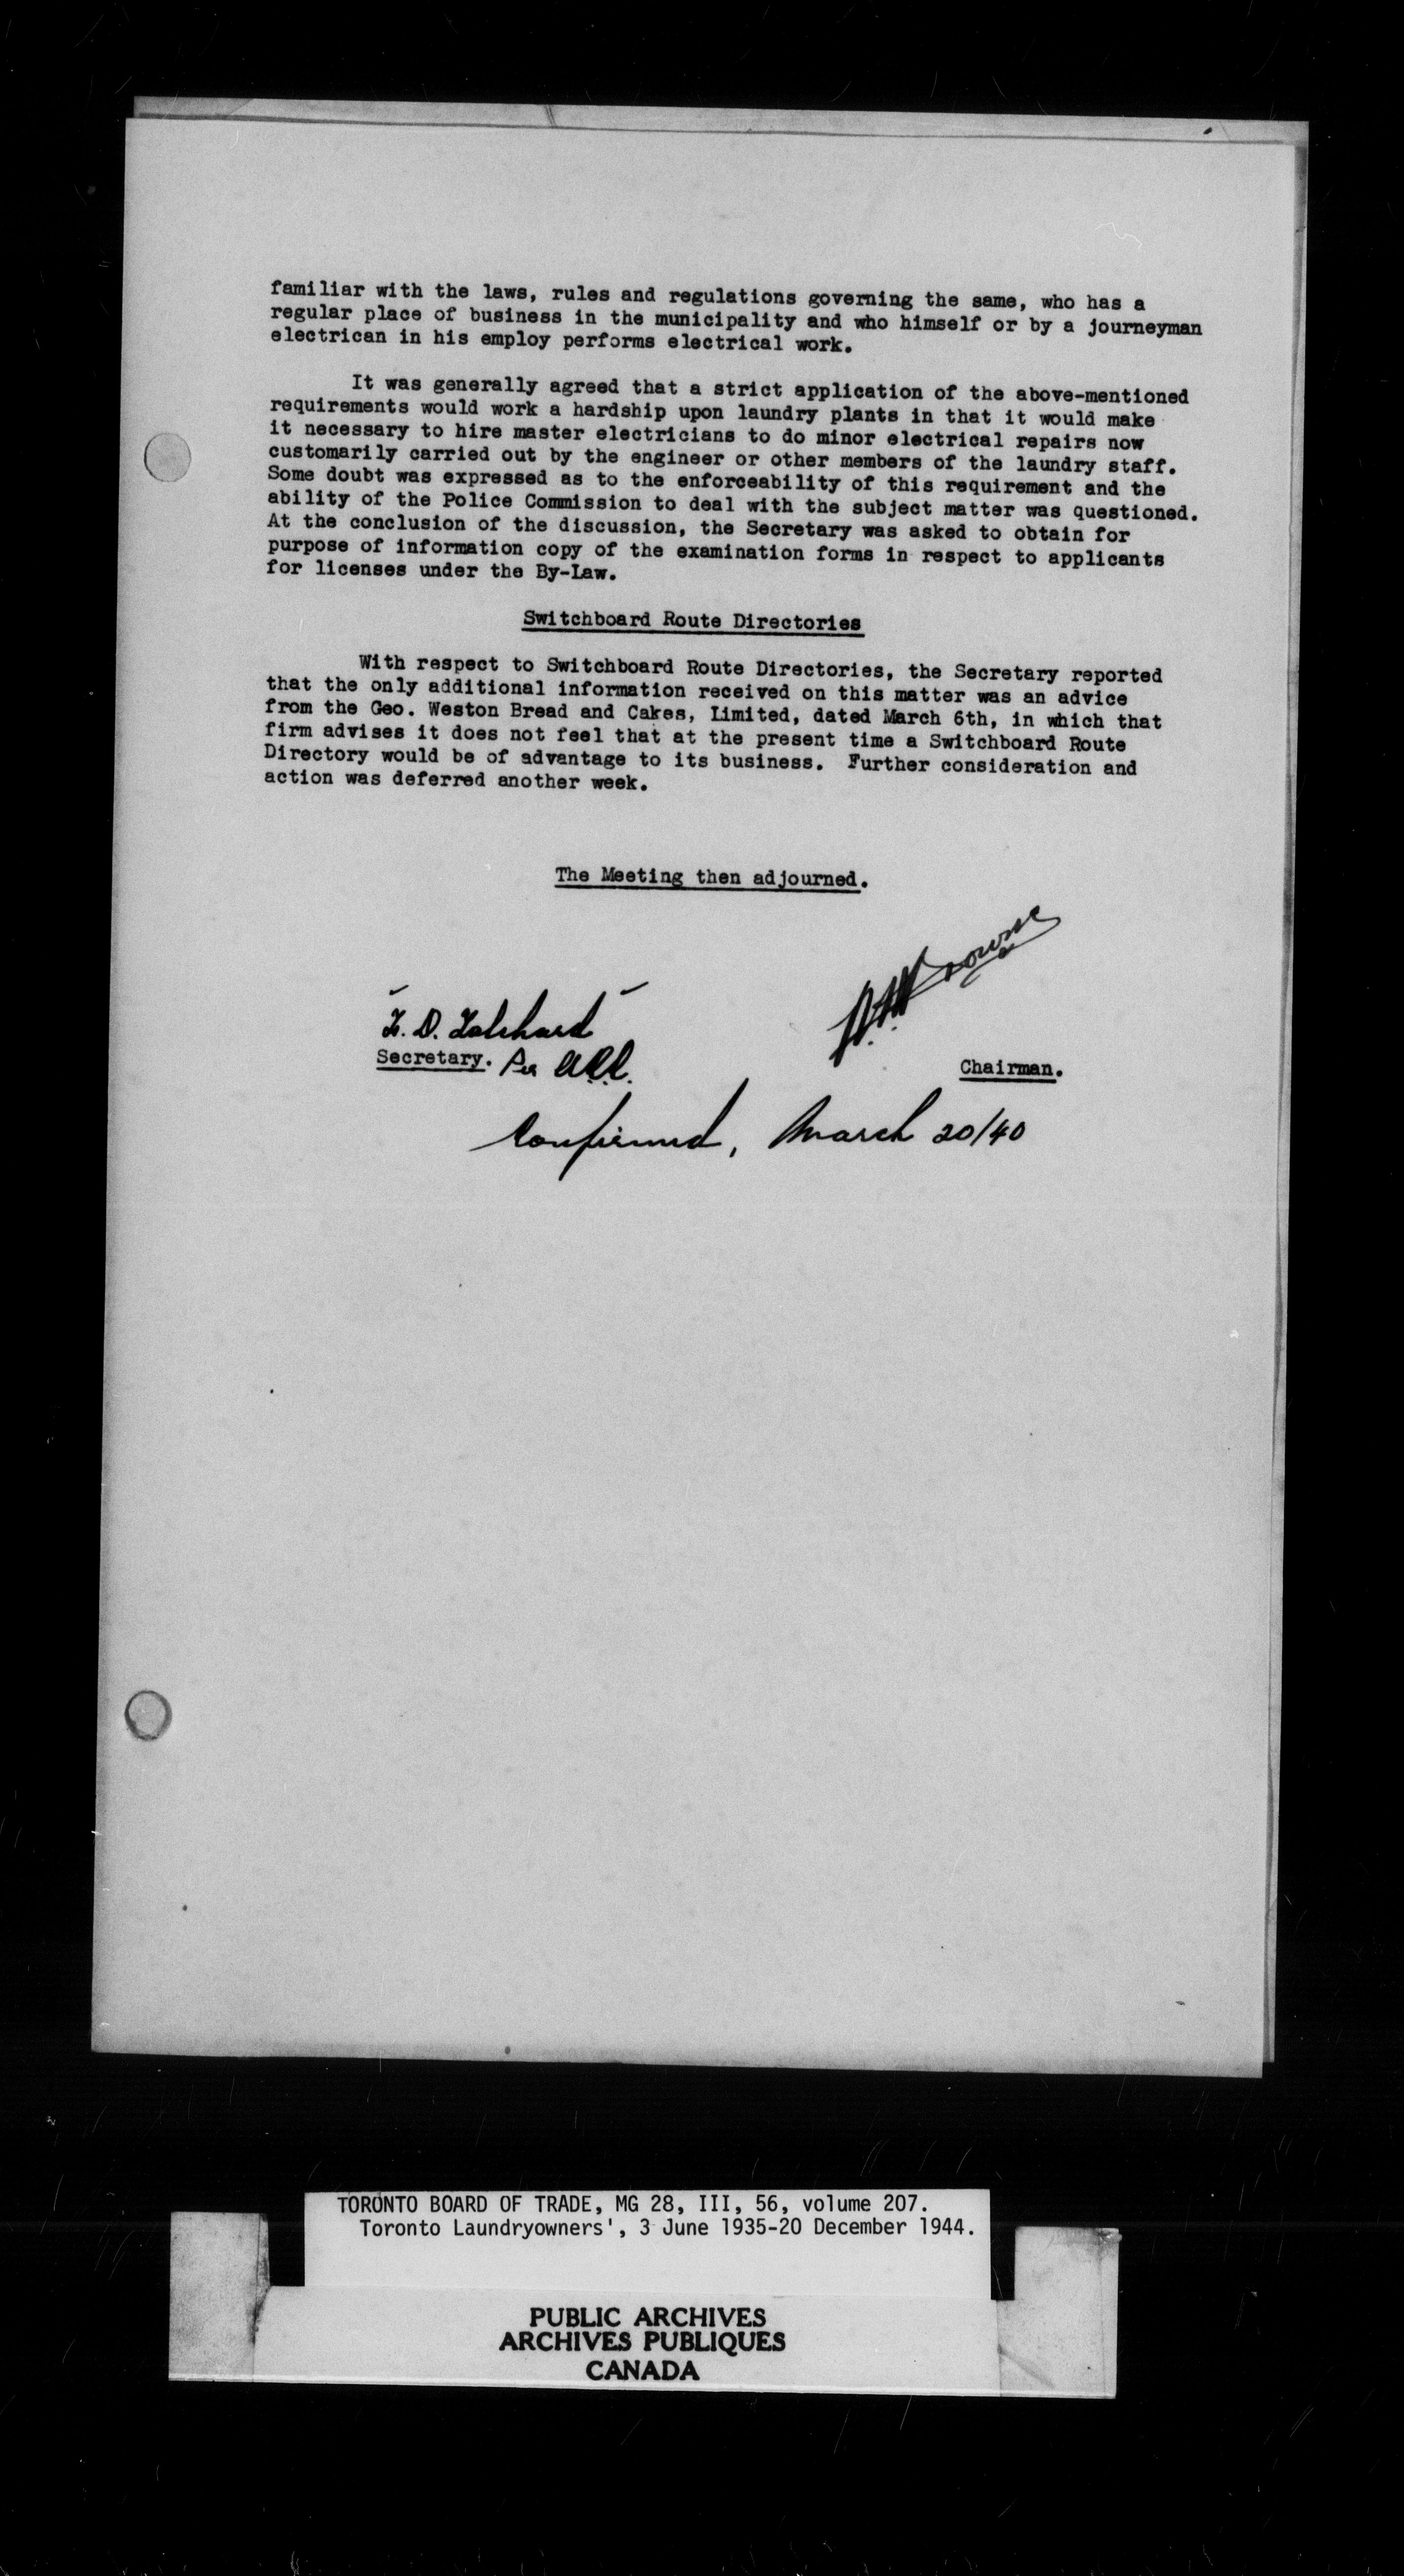 familiar with the laws, rules and regulations governing the same, who has a
regular place of business in the municipality and who himself or by a journeyman
electrican in his employ performs electrical work.
It was generally agreed that a strict application of the above-mentioned
requirements would work a hardship upon laundry plants in that it would make
it necessary to hire master electricians to do minor electrical repairs now
customarily carried out by the engineer or other members of the laundry staff.
Some doubt was expressed as to the enforceability of this requirement and the
ability of the Police Commission to deal with the subject matter was questioned.
At the conclusion of the discussion, the Secretary was asked to obtain for
purpose of information copy of the examination forms in respect to applicants
for licenses under the By-Law.
Switchboard Route Directories
With respect to Switchboard Route Directories, the Secretary reported
that the only additional information received on this matter was an advice
from the Geo. Weston Bread and Cakes, Limited, dated March 6th, in which that
firm advises it does not feel that at the present time a Switchboard Route
Directory would be of advantage to its business. Further consideration and
action was deferred another week.
The Meeting then adjourned.
F. D. Tolchard
Secretary. Per
Chairman.
Confirmed, March 20/40
TORONTO BOARD OF TRADE, MG 28, III, 56, volume 207.
Toronto Laundryowners', 3 June 1935-20 December 1944.
PUBLIC ARCHIVES
ARCHIVES PUBLIQUES
CANADA